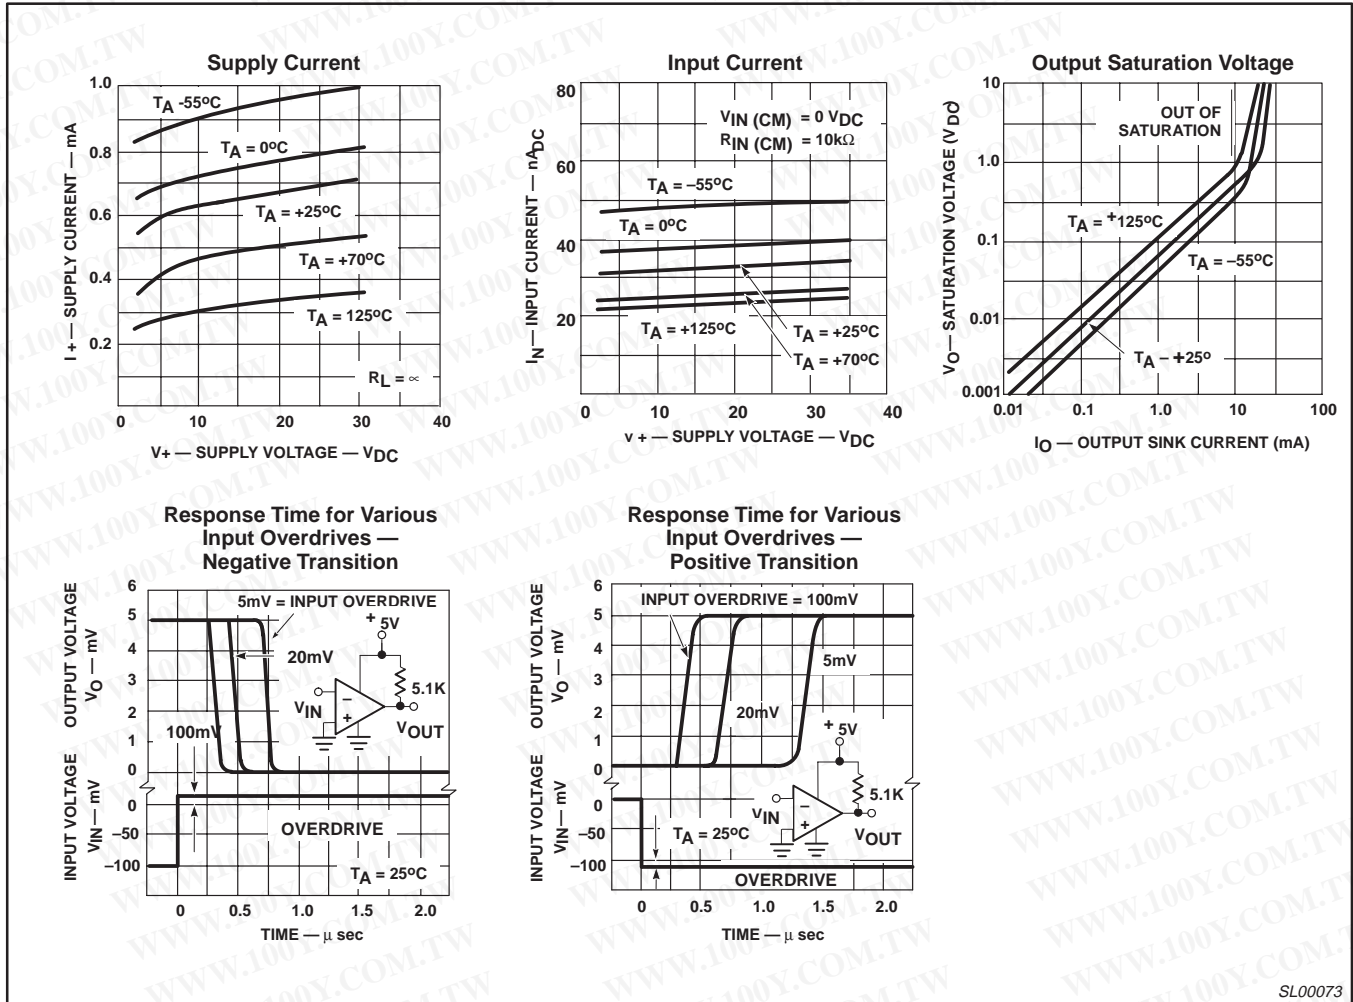 Supply Current
1.0
0.8
0.6
0.4
0.2
0
10
20
30
40
I + — SUPPLY CURRENT — mA
TA -55oC
TA = 0oC
TA = +25oC
TA = +70oC
TA = 125oC
RL = ∝
V+ — SUPPLY VOLTAGE — VDC
Input Current
80
60
40
20
0
0
10
20
30
40
IN — INPUT CURRENT — nADC
VIN (CM) = 0 VDC
RIN (CM) = 10kΩ
TA = –55oC
TA = 0oC
TA = +125oC
TA = +25oC
TA = +70oC
V + — SUPPLY VOLTAGE — VDC
Output Saturation Voltage
10
1.0
0.1
0.01
0.001
0.01
0.1
1.0
10
100
VO — SATURATION VOLTAGE (VDC)
OUT OF
SATURATION
TA = +125oC
TA = –55oC
TA – +25o
IO — OUTPUT SINK CURRENT (mA)
Response Time for Various
Input Overdrives —
Negative Transition
6
5
4
3
2
1
0
0
–50
–100
OUTPUT VOLTAGE
VO — mV
INPUT VOLTAGE
VIN — mV
5mV = INPUT OVERDRIVE
20mV
100mV
+ 5V
5.1K
VIN
–
+
VOUT
OVERDRIVE
TA = 25oC
0
0.5
1.0
1.5
2.0
TIME — µ sec
Response Time for Various
Input Overdrives —
Positive Transition
6
5
4
3
2
1
0
0
–50
–100
OUTPUT VOLTAGE
VO — mV
INPUT VOLTAGE
VIN — mV
INPUT OVERDRIVE = 100mV
5mV
20mV
+ 5V
5.1K
VIN
–
+
VOUT
TA = 25oC
OVERDRIVE
0
0.5
1.0
1.5
2.0
TIME — µ sec
SL00073
WWW.100Y.COM.TW